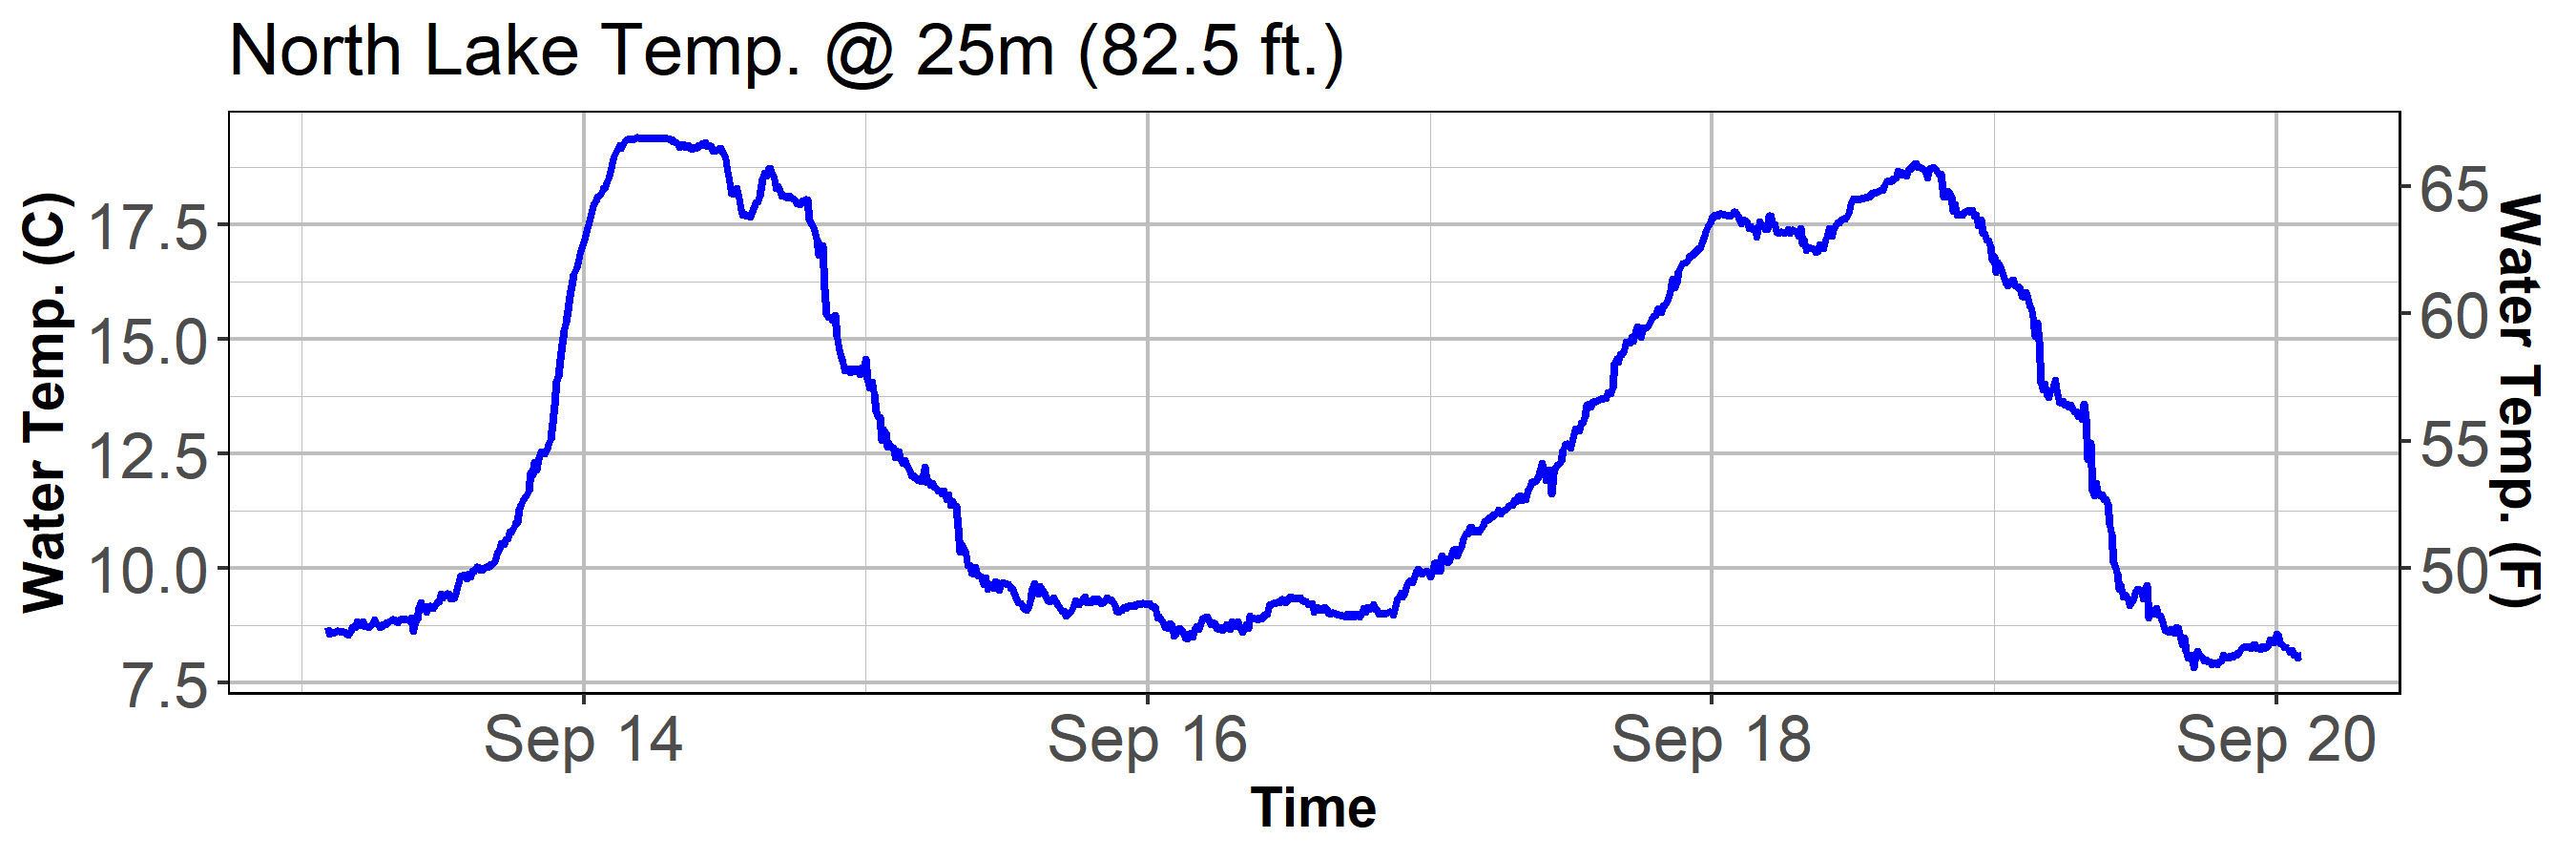 North Lake Temp. @ 25m (82.5 ft.)
Water Temp. (C)
17.5
15.0
12.5
10.0
7.5
65
60
55
50
Water Temp. (F)
Sep 14 Sep 16 Sep 18 Sep 20
Time